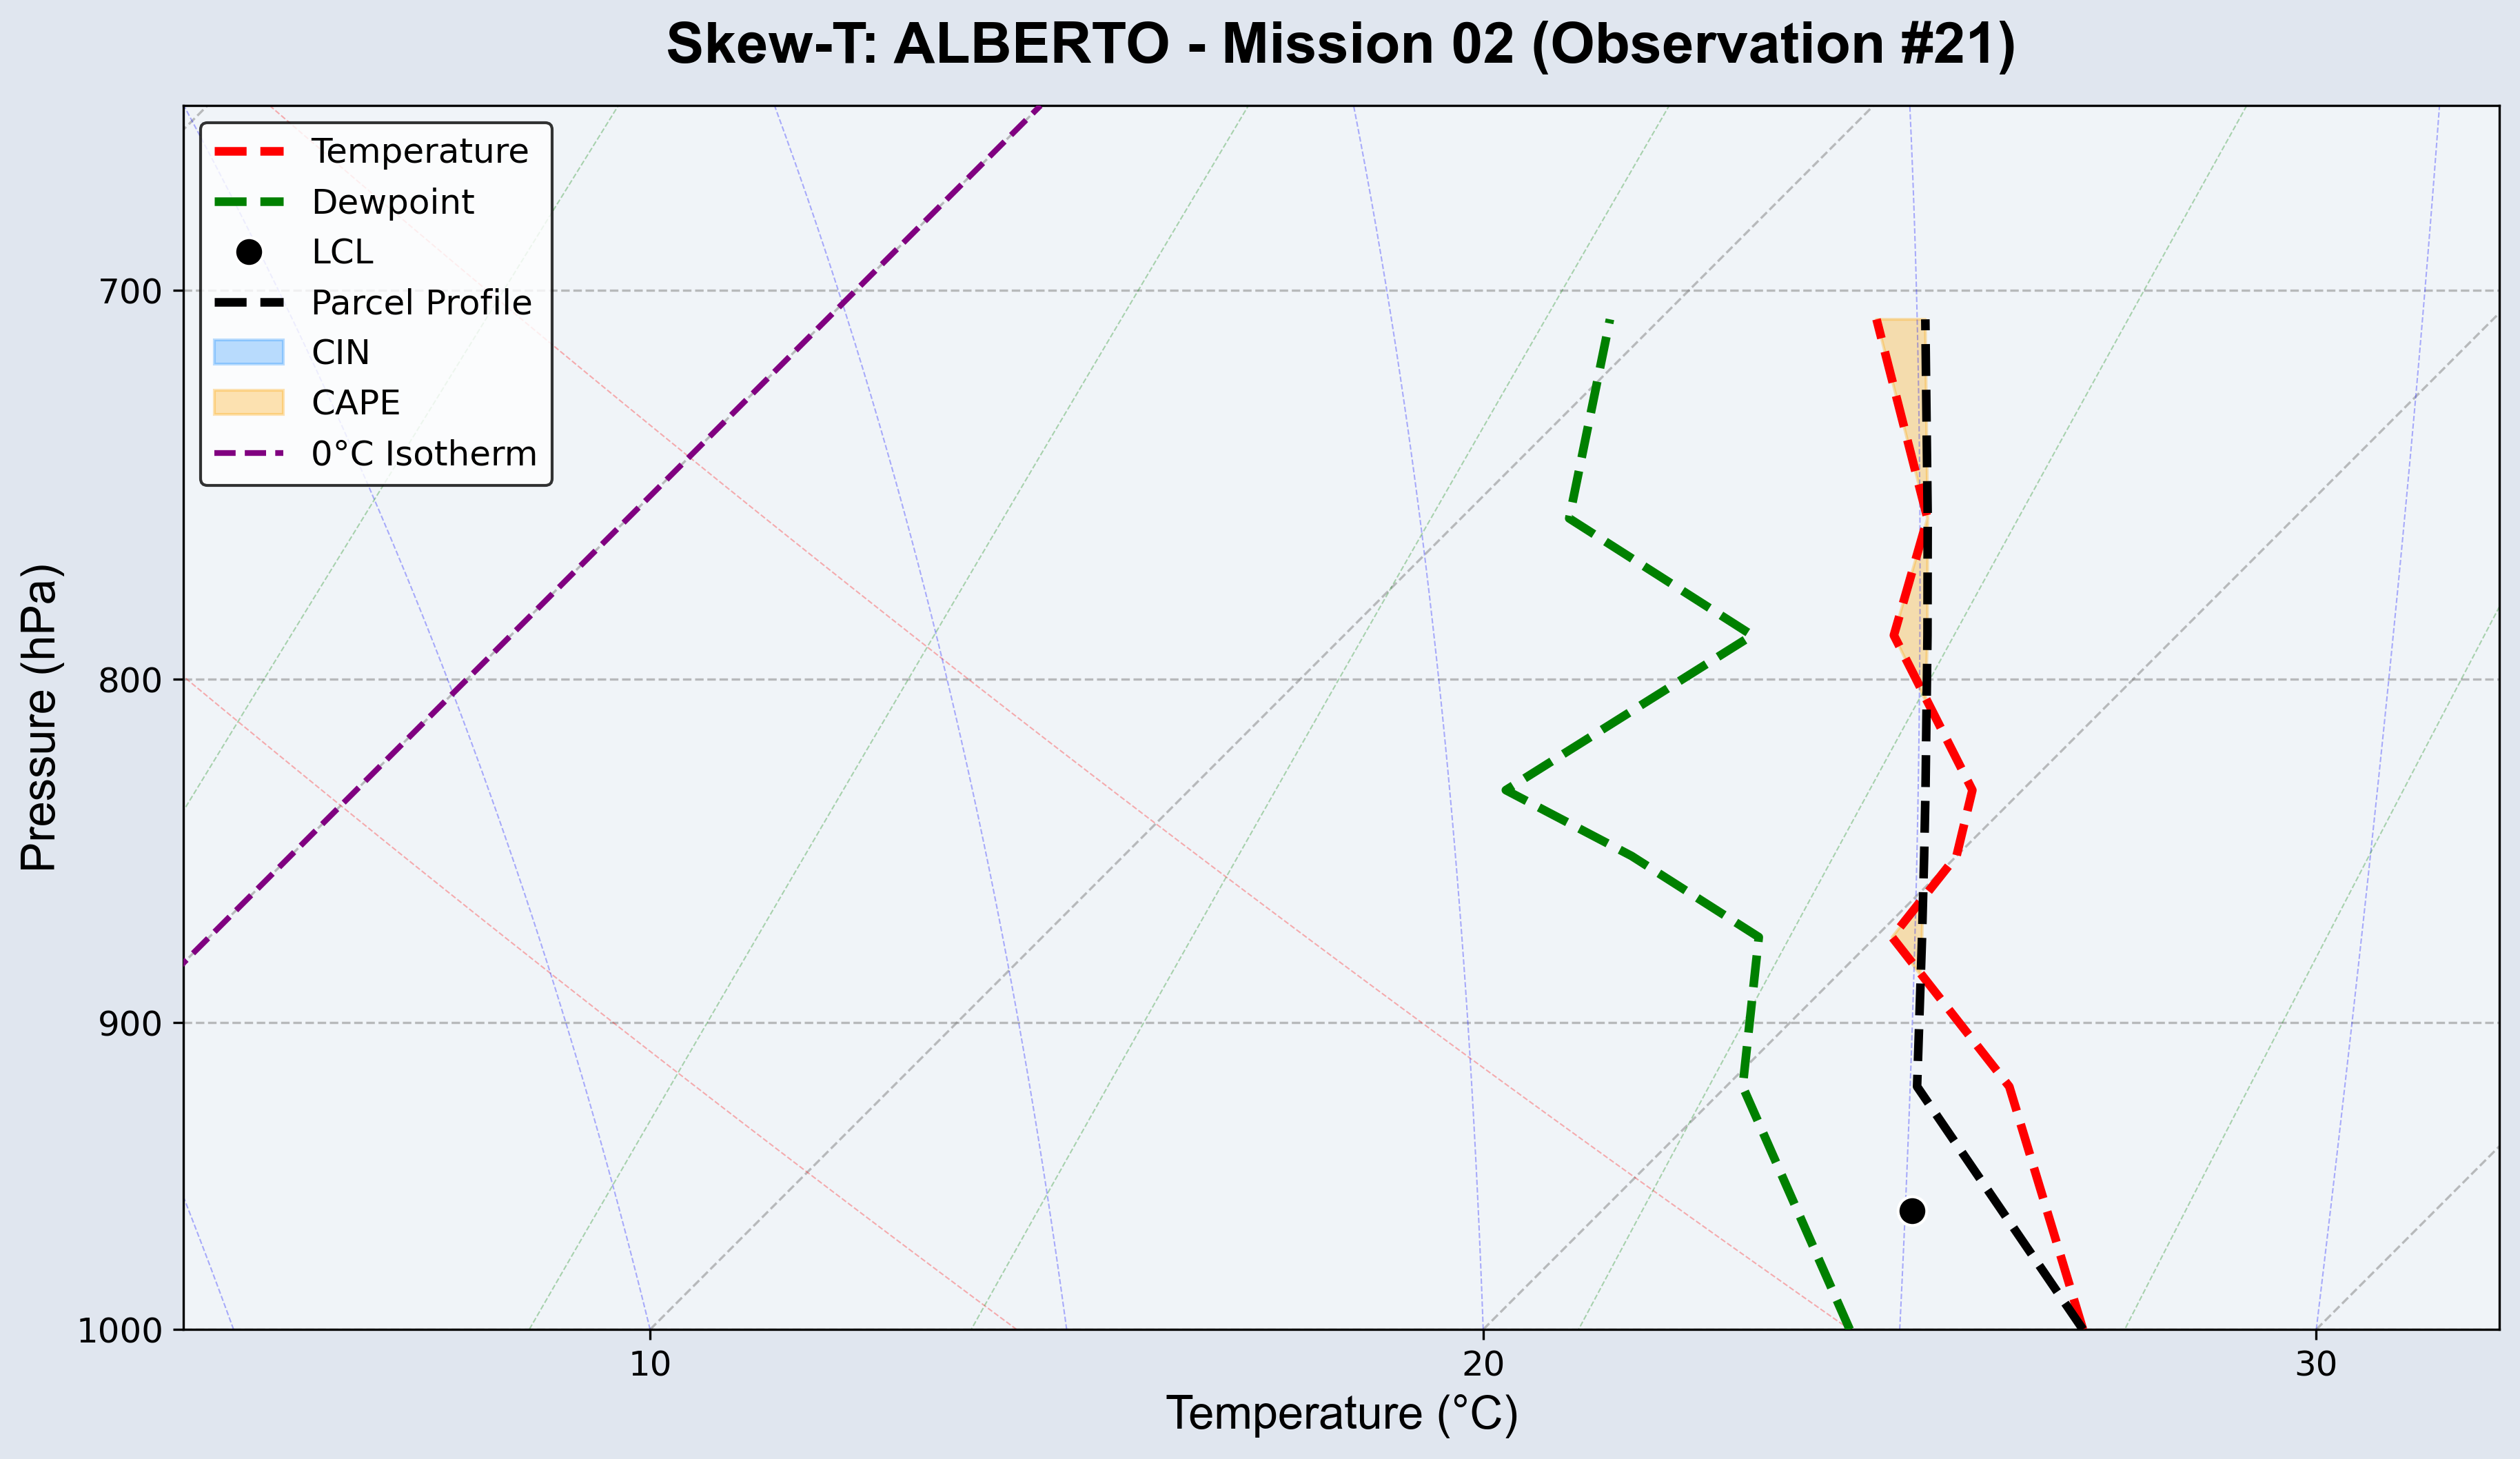 Skew-T: ALBERTO - Mission 02 (Observation #21)
Temperature
Dewpoint
LCL
Parcel Profile
CIN
CAPE
0°C Isotherm
Pressure (hPa)
700
800
900
1000
10 20 30
Temperature (°C)